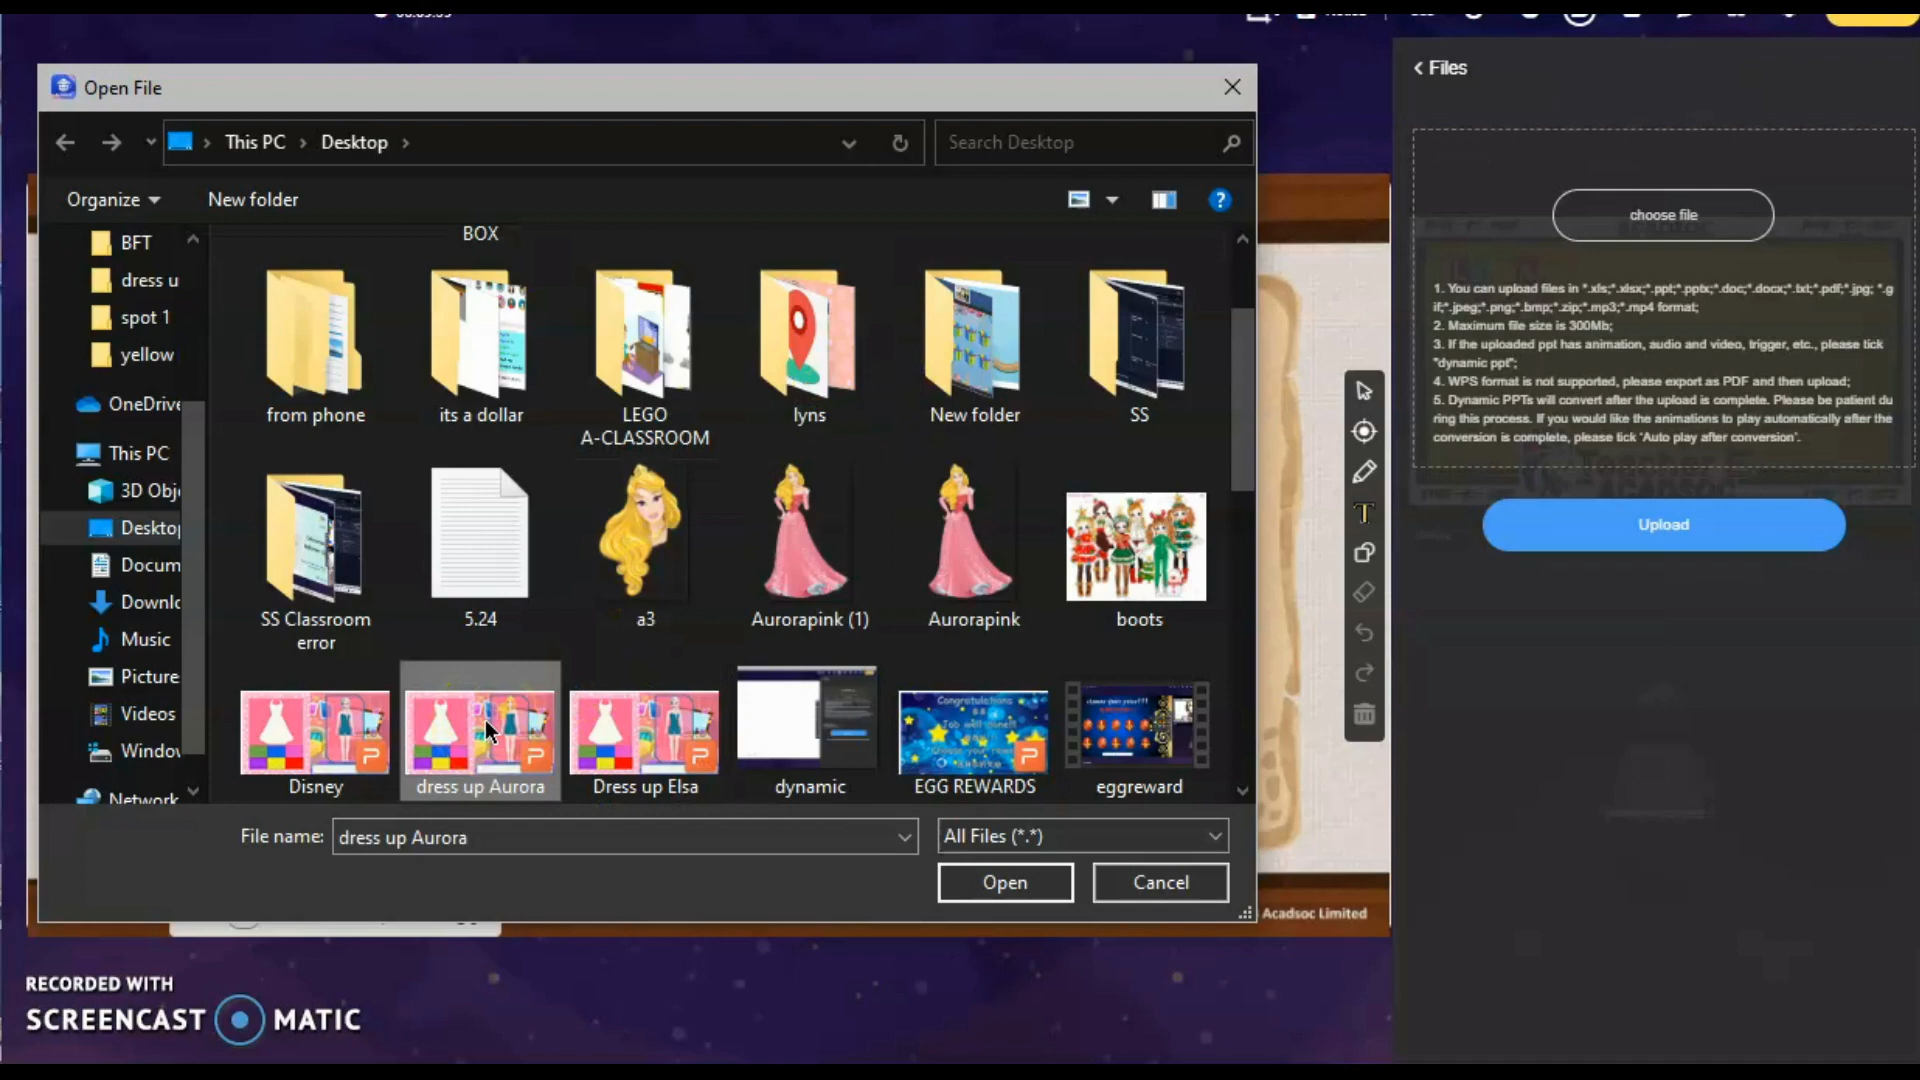 Open File
This PC
Desktop
Search Desktop
Organize
New folder
BFT
dress u
spot 1
yellow
OneDrive
This PC
3D Obj
Desktop
Docum
Downlo
Music
Picture
Videos
Window
Network
BOX
from phone
its a dollar
LEGO
A-CLASSROOM
lyns
New folder
SS
SS Classroom
error
5.24
a3
Aurorapink (1)
Aurorapink
boots
Disney
dress up Aurora
Dress up Elsa
dynamic
EGG REWARDS
eggreward
File name:
dress up Aurora
All Files (*.*)
Open
Cancel
Acadsoc Limited
Files
choose file
1. You can upload files in *.xls;*.xlsx;*.ppt;*.pptx;*.doc;*.docx;*.txt;*.pdf;*.jpg; *.g
if;*.jpeg;*.png;*.bmp;*.zip;*.mp3;*.mp4 format;
2. Maximum file size is 300Mb;
3. If the uploaded ppt has animation, audio and video, trigger, etc., please tick
"dynamic ppt";
4. WPS format is not supported, please export as PDF and then upload;
5. Dynamic PPTs will convert after the upload is complete. Please be patient du
ring this process. If you would like the animations to play automatically after the
conversion is complete, please tick 'Auto play after conversion'.
Upload
RECORDED WITH
SCREENCAST MATIC